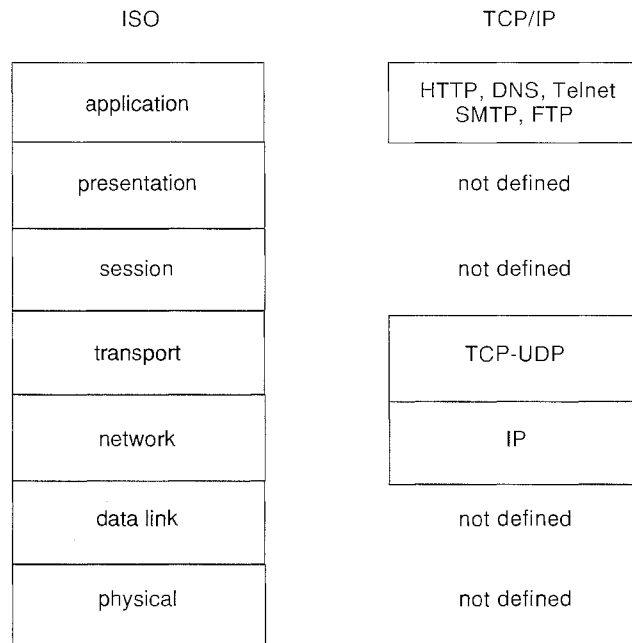 ISO TCP/IP
application HTTP, DNS, Telnet
SMTP, FTP
presentation not defined
session not defined
transport TCP-UDP
network IP
data link not defined
physical not defined